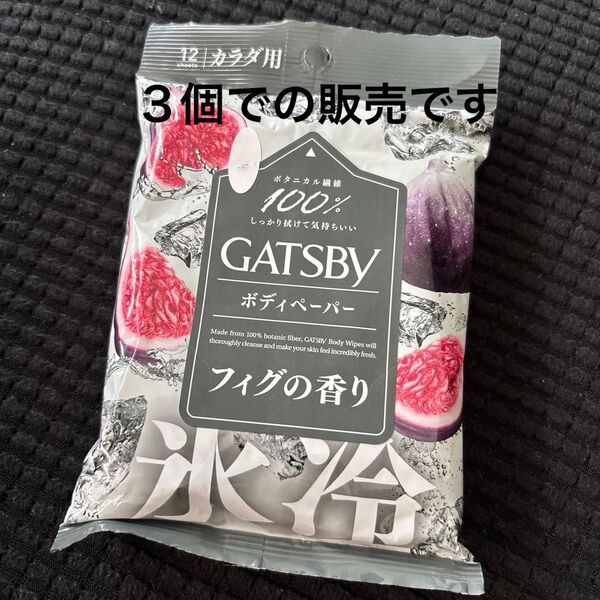 12 sheets カラダ用
3個での販売です
ボタニカル繊維
100%
しっかり拭けて気持ちいい
GATSBY
ボディペーパー
Made from 100% botanic fiber, GATSBY Body Wipes will
thoroughly cleanse and make your skin feel incredibly fresh.
フィグの香り
氷冷